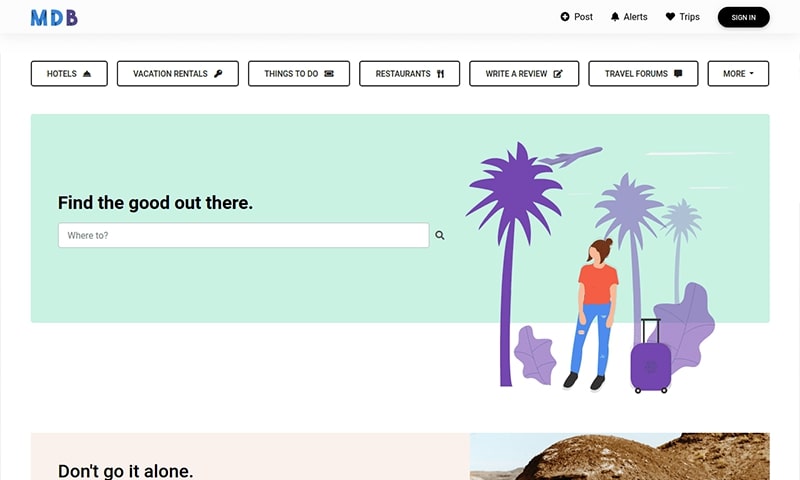 MDB Post Alerts Trips SIGN IN
HOTELS VACATION RENTALS THINGS TO DO RESTAURANTS WRITE A REVIEW TRAVEL FORUMS MORE
Find the good out there.
Where to?
Don't go it alone.